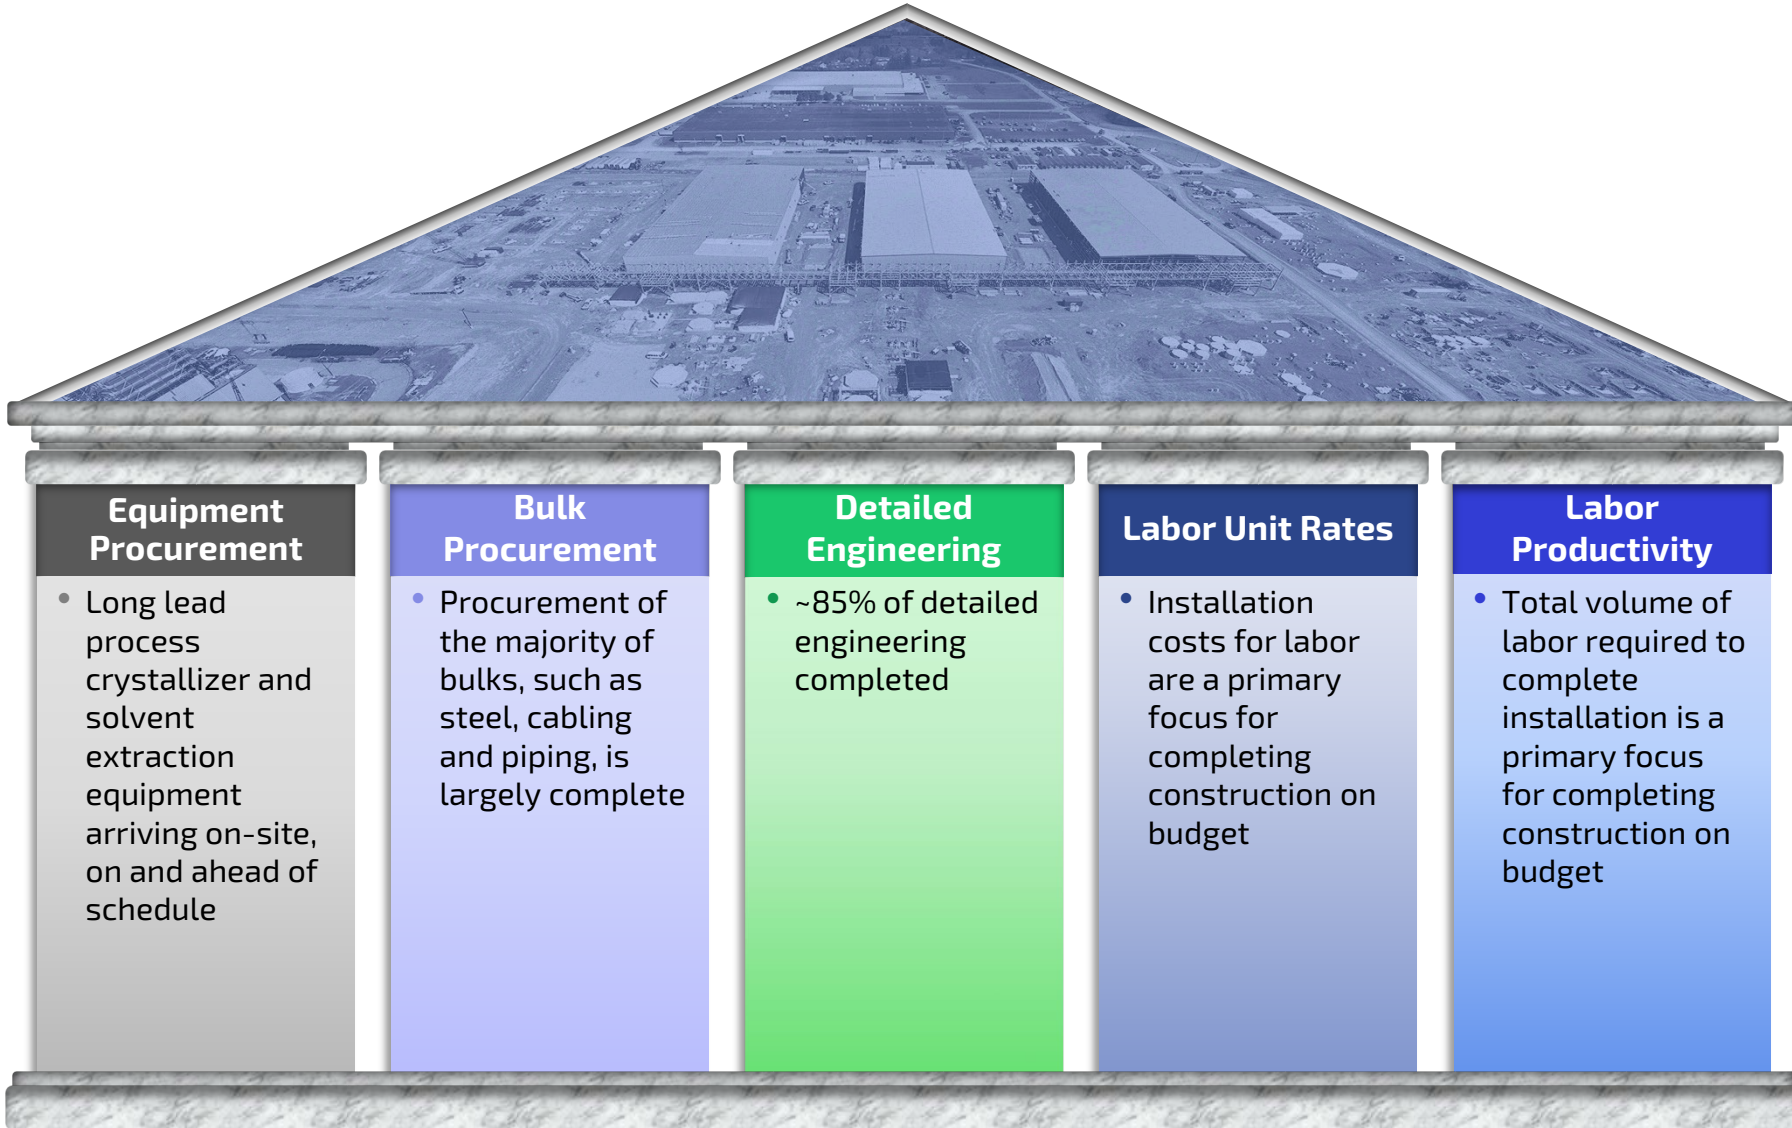 Equipment
Procurement
• Long lead
process
crystallizer and
solvent
extraction
equipment
arriving on-site,
on and ahead of
schedule
Bulk
Procurement
• Procurement of
the majority of
bulks, such as
steel, cabling
and piping, is
largely complete
Detailed
Engineering
• ~85% of detailed
engineering
completed
Labor Unit Rates
• Installation
costs for labor
are a primary
focus for
completing
construction on
budget
Labor
Productivity
• Total volume of
labor required to
complete
installation is a
primary focus
for completing
construction on
budget